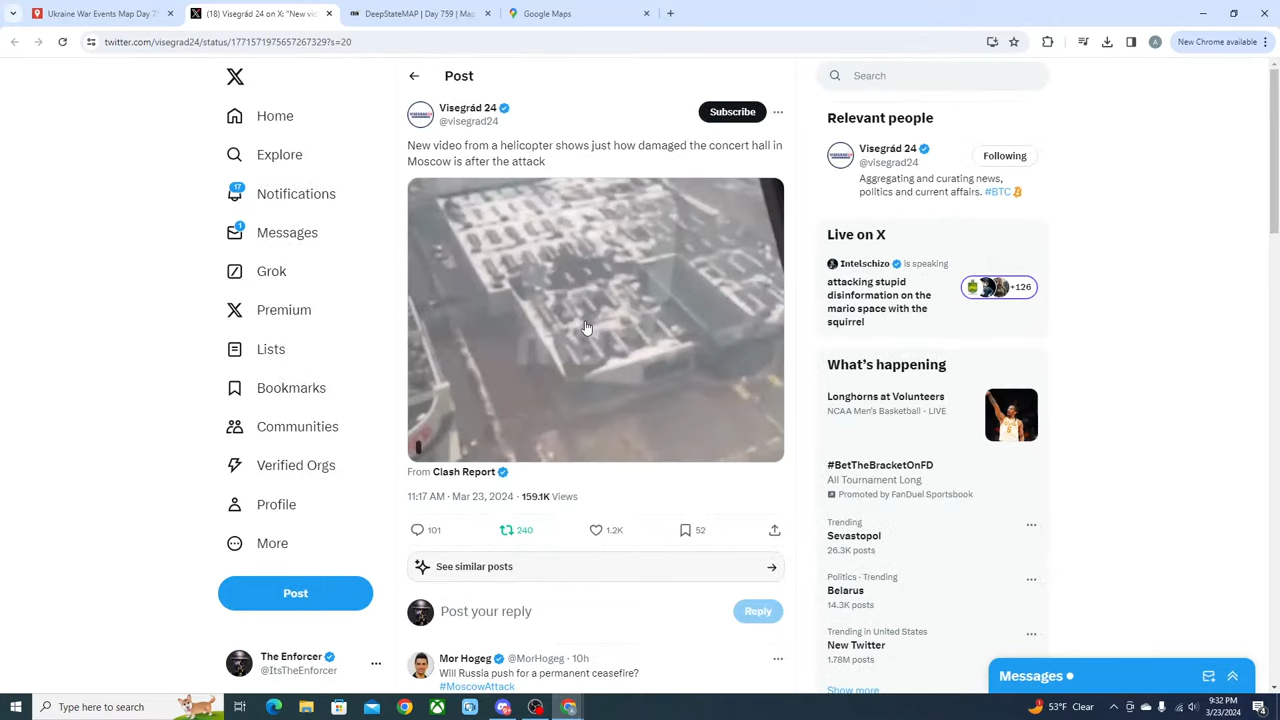 Ukraine War Events Map Day 75
(18) Visegrád 24 on X: "New vid
DeepStateMAP | Day 759 | Map
Google Maps
twitter.com/visegrad24/status/1771571975657267329?s=20
New Chrome available
Post
Search
Visegrád 24
@visegrad24
Subscribe
New video from a helicopter shows just how damaged the concert hall in
Moscow is after the attack
From Clash Report
11:17 AM · Mar 23, 2024 · 159.1K Views
101
240
1.2K
52
See similar posts
Post your reply
Reply
Mor Hogeg @MorHogeg · 10h
Will Russia push for a permanent ceasefire?
#MoscowAttack
Home
Explore
17
Notifications
1
Messages
Grok
Premium
Lists
Bookmarks
Communities
Verified Orgs
Profile
More
Post
The Enforcer
@ItsTheEnforcer
Relevant people
Visegrád 24
@visegrad24
Following
Aggregating and curating news,
politics and current affairs. #BTC
Live on X
Intelschizo is speaking
attacking stupid
disinformation on the
mario space with the
squirrel
+126
What's happening
Longhorns at Volunteers
NCAA Men's Basketball · LIVE
#BetTheBracketOnFD
All Tournament Long
Promoted by FanDuel Sportsbook
Trending
Sevastopol
26.3K posts
Politics · Trending
Belarus
14.3K posts
Trending in United States
New Twitter
1.78M posts
Show more
Messages
Type here to search
53°F Clear
9:32 PM
3/23/2024